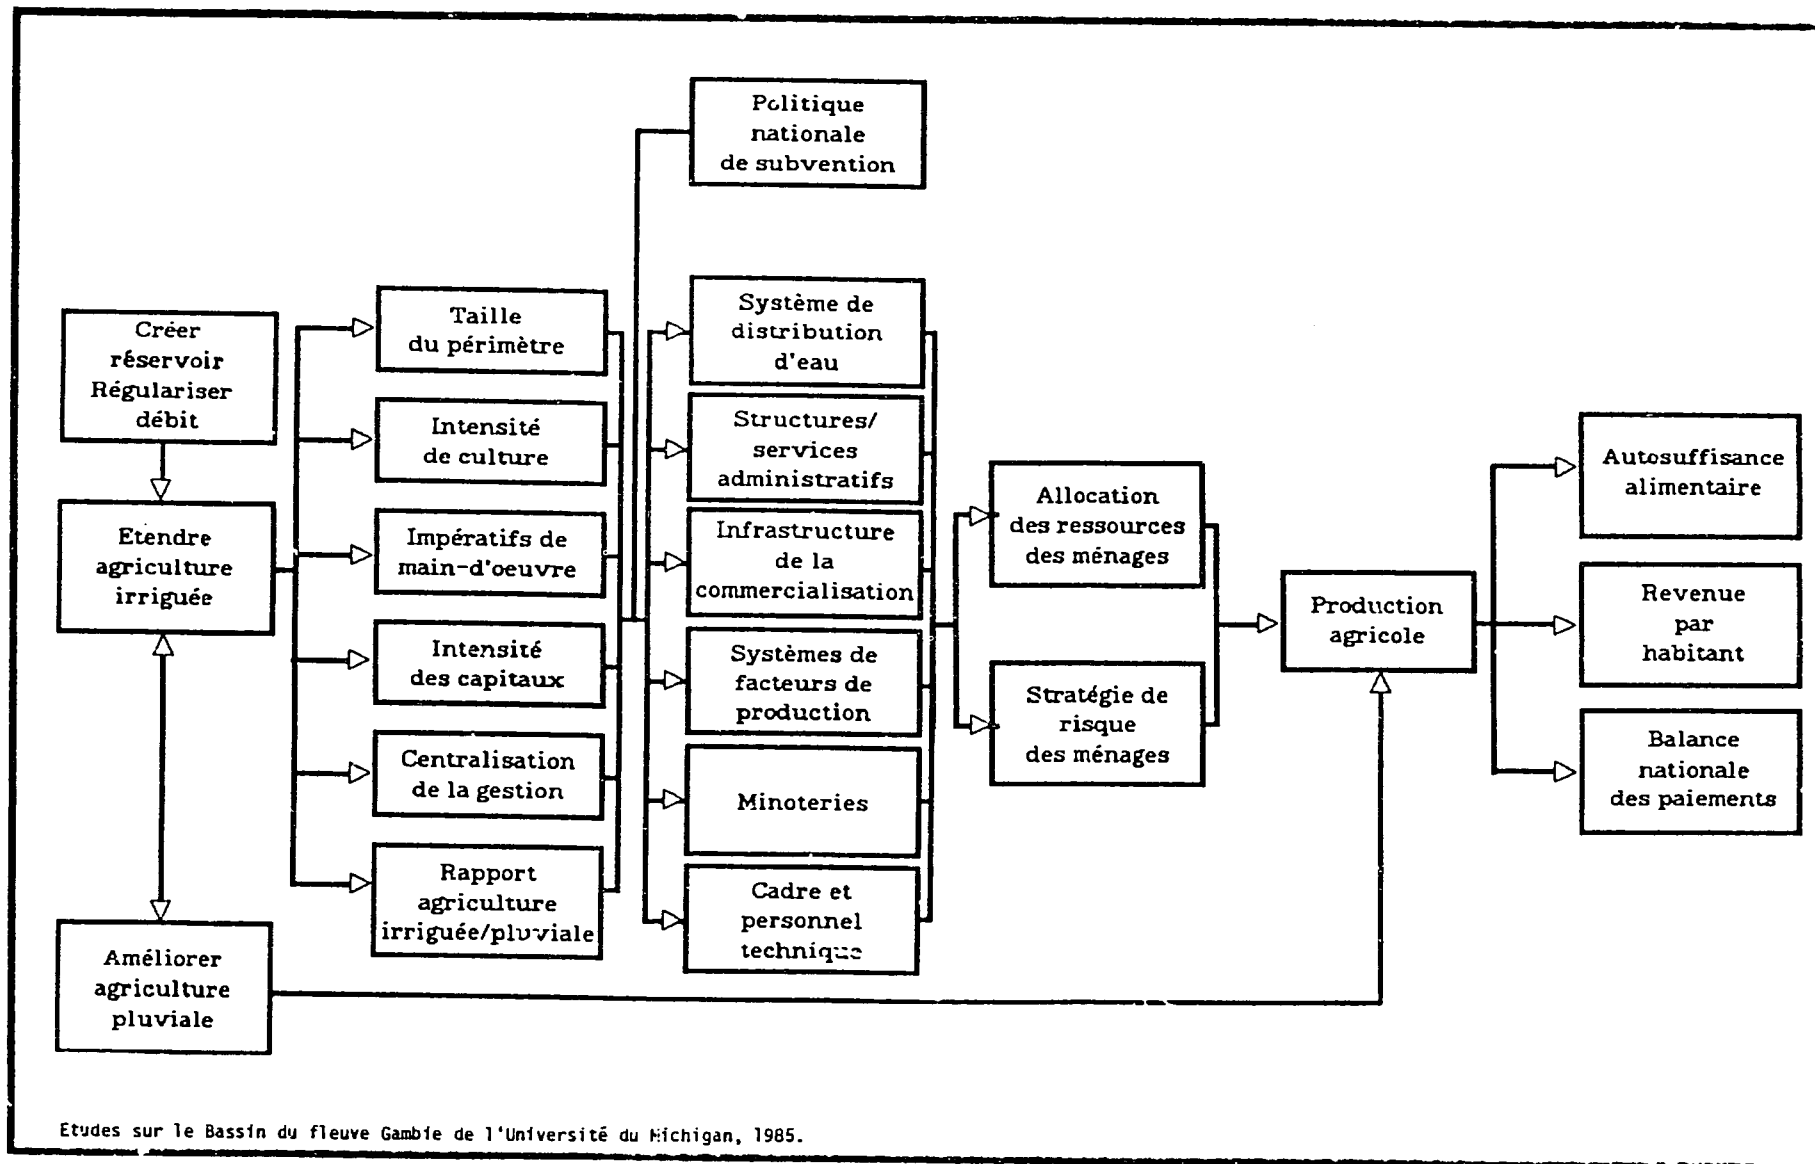 Politique
nationale
de subvention
Créer
réservoir
Régulariser
débit
Etendre
agriculture
irriguée
Améliorer
agriculture
pluviale
Taille
du périmètre
Intensité
de culture
Impératifs de
main-d'oeuvre
Intensité
des capitaux
Centralisation
de la gestion
Rapport
agriculture
irriguée/pluviale
Système de
distribution
d'eau
Structures/
services
administratifs
Infrastructure
de la
commercialisation
Systèmes de
facteurs de
production
Minoteries
Cadre et
personnel
technique
Allocation
des ressources
des ménages
Stratégie de
risque
des ménages
Production
agricole
Autosuffisance
alimentaire
Revenue
par
habitant
Balance
nationale
des paiements
Etudes sur le Bassin du fleuve Gambie de l'Université du Michigan, 1985.